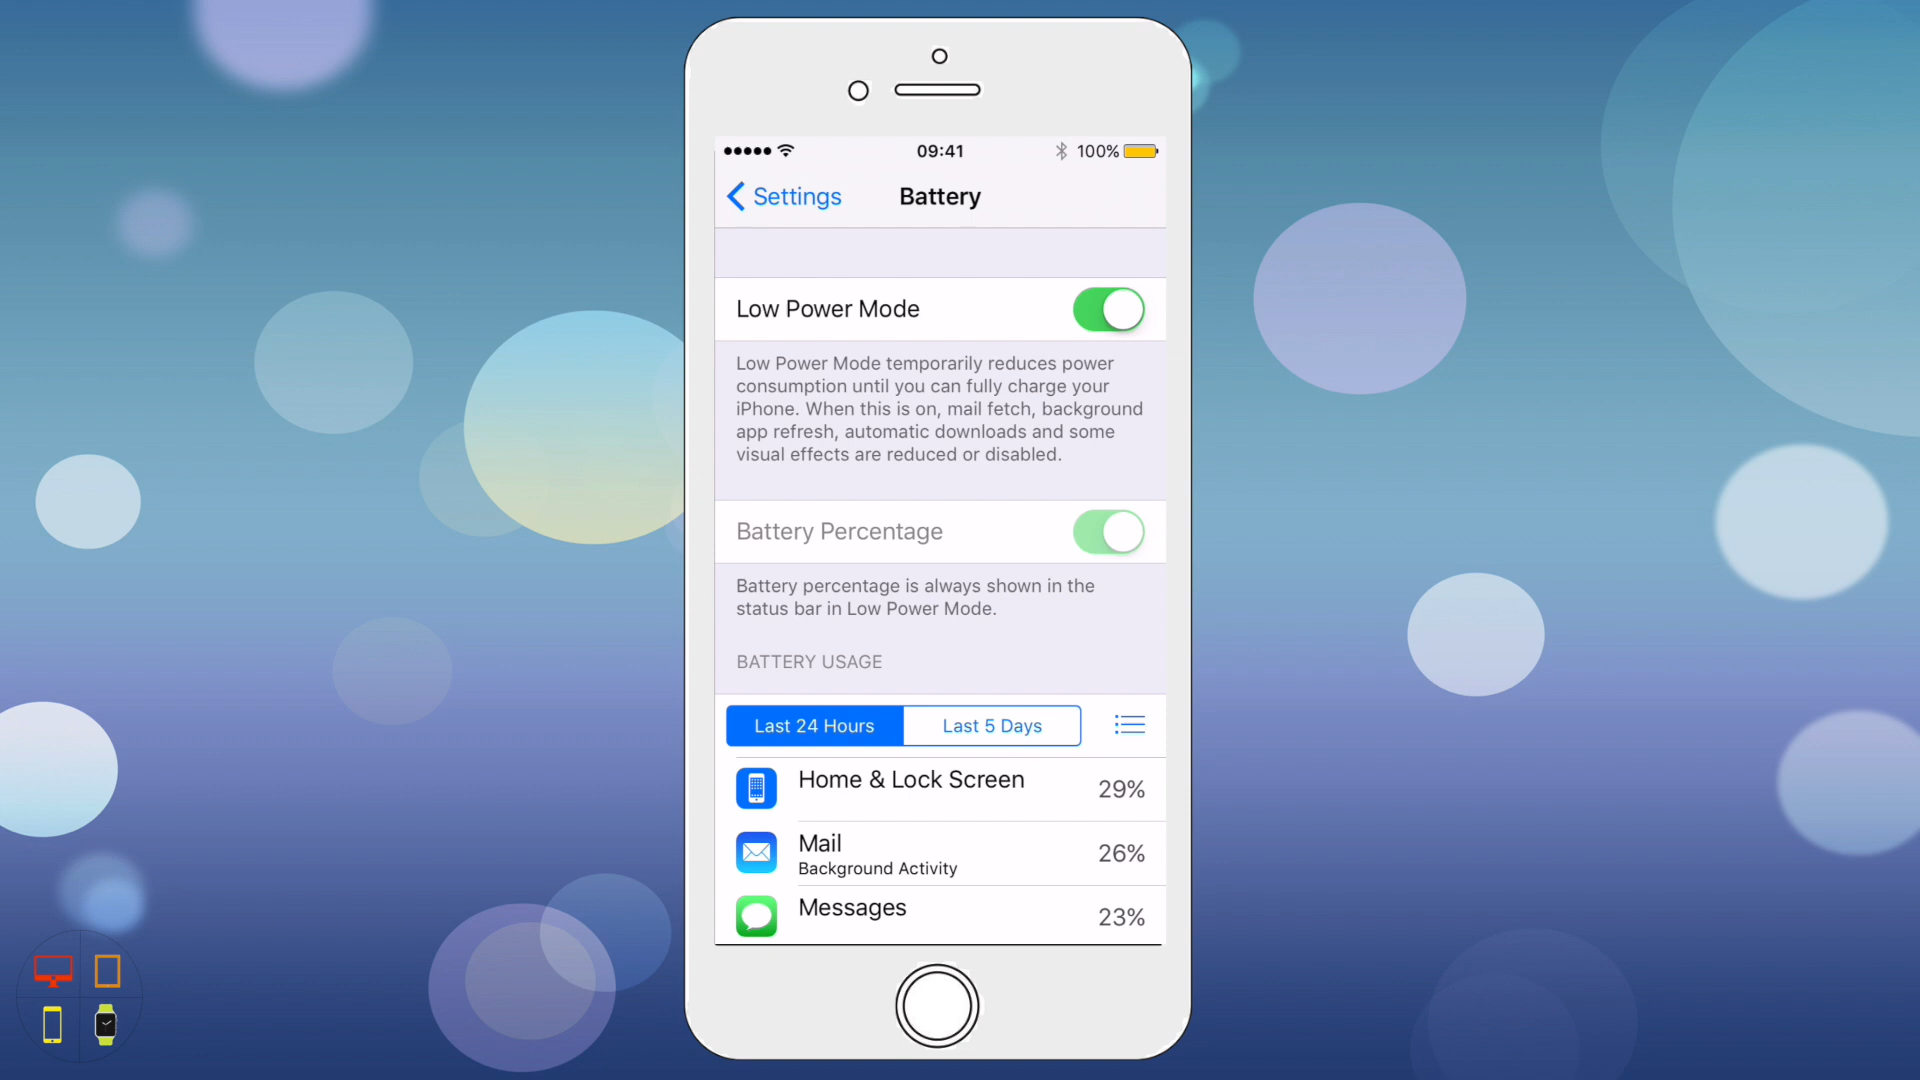 09:41
100%
Settings
Battery
Low Power Mode
Low Power Mode temporarily reduces power
consumption until you can fully charge your
iPhone. When this is on, mail fetch, background
app refresh, automatic downloads and some
visual effects are reduced or disabled.
Battery Percentage
Battery percentage is always shown in the
status bar in Low Power Mode.
BATTERY USAGE
Last 24 Hours
Last 5 Days
Home & Lock Screen
29%
Mail
Background Activity
26%
Messages
23%